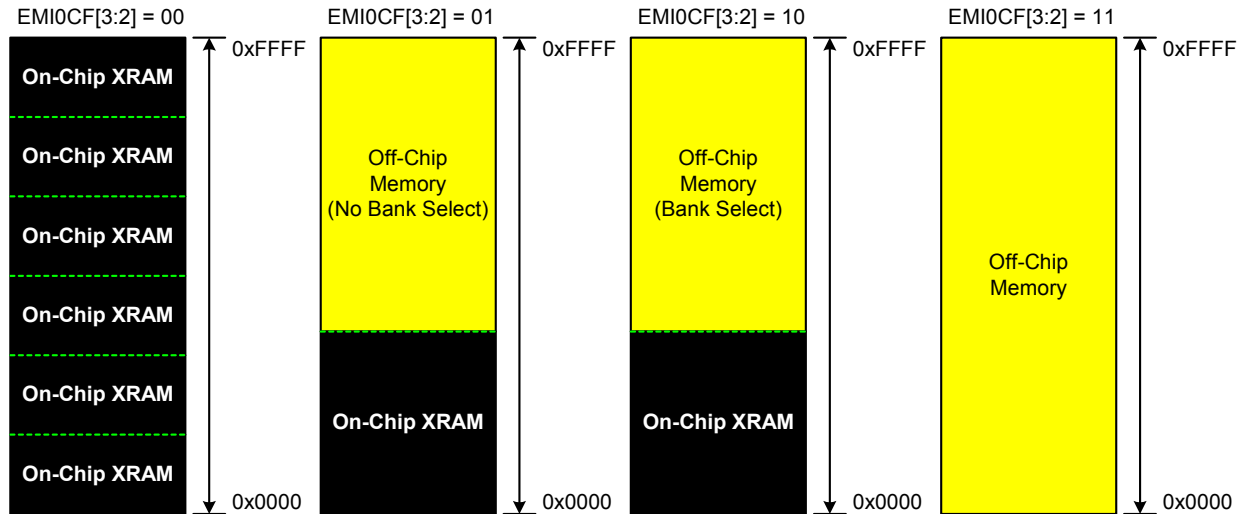 EMI0CF[3:2] = 00
EMI0CF[3:2] = 01
EMI0CF[3:2] = 10
EMI0CF[3:2] = 11
On-Chip XRAM
On-Chip XRAM
On-Chip XRAM
On-Chip XRAM
On-Chip XRAM
On-Chip XRAM
0xFFFF
0x0000
Off-Chip
Memory
(No Bank Select)
On-Chip XRAM
0xFFFF
0x0000
Off-Chip
Memory
(Bank Select)
On-Chip XRAM
0xFFFF
0x0000
Off-Chip
Memory
0xFFFF
0x0000